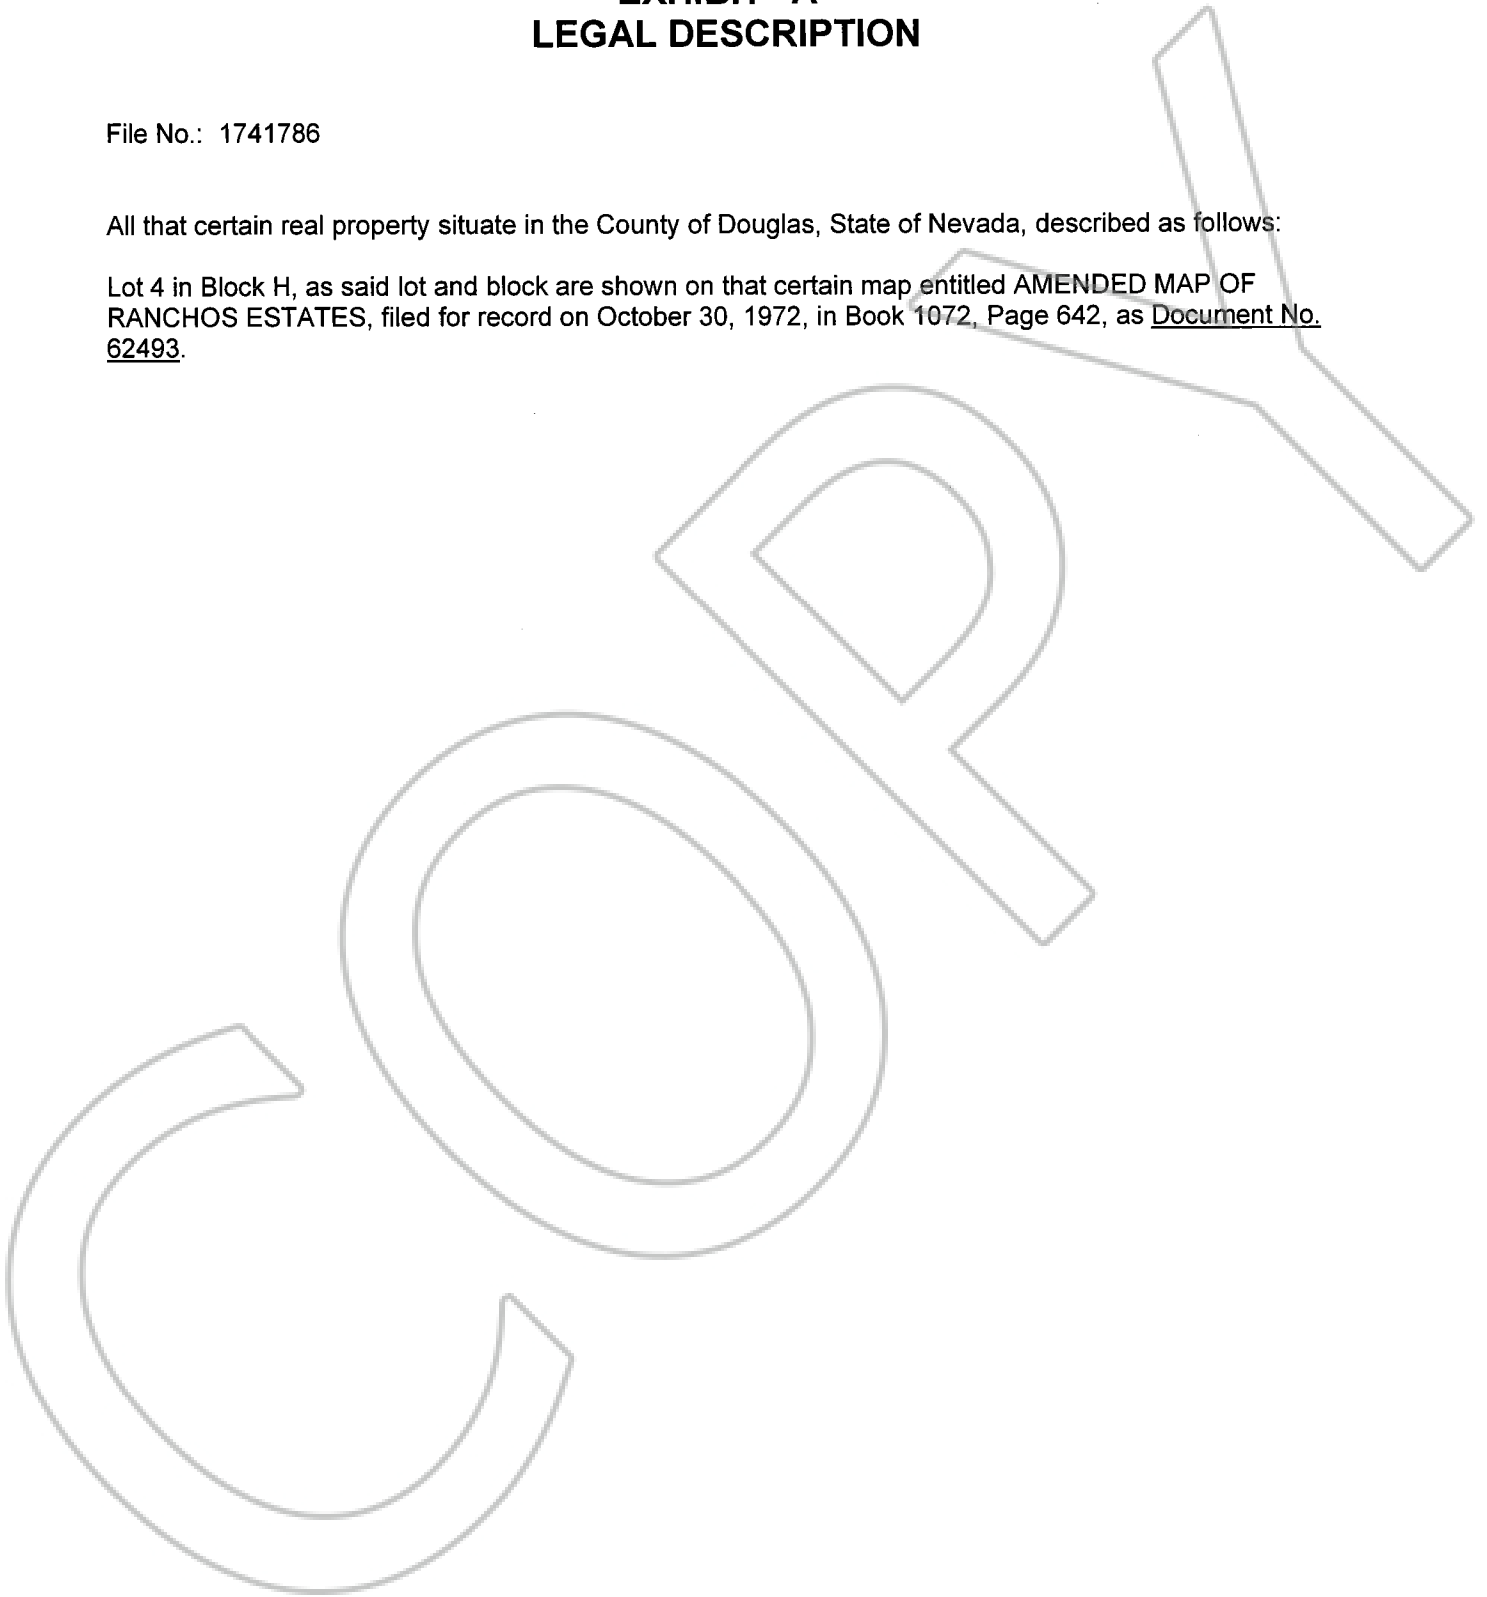 EXHIBIT "A"
LEGAL DESCRIPTION
File No.: 1741786
All that certain real property situate in the County of Douglas, State of Nevada, described as follows:
Lot 4 in Block H, as said lot and block are shown on that certain map entitled AMENDED MAP OF
RANCHOS ESTATES, filed for record on October 30, 1972, in Book 1072, Page 642, as Document No.
62493.
COPY